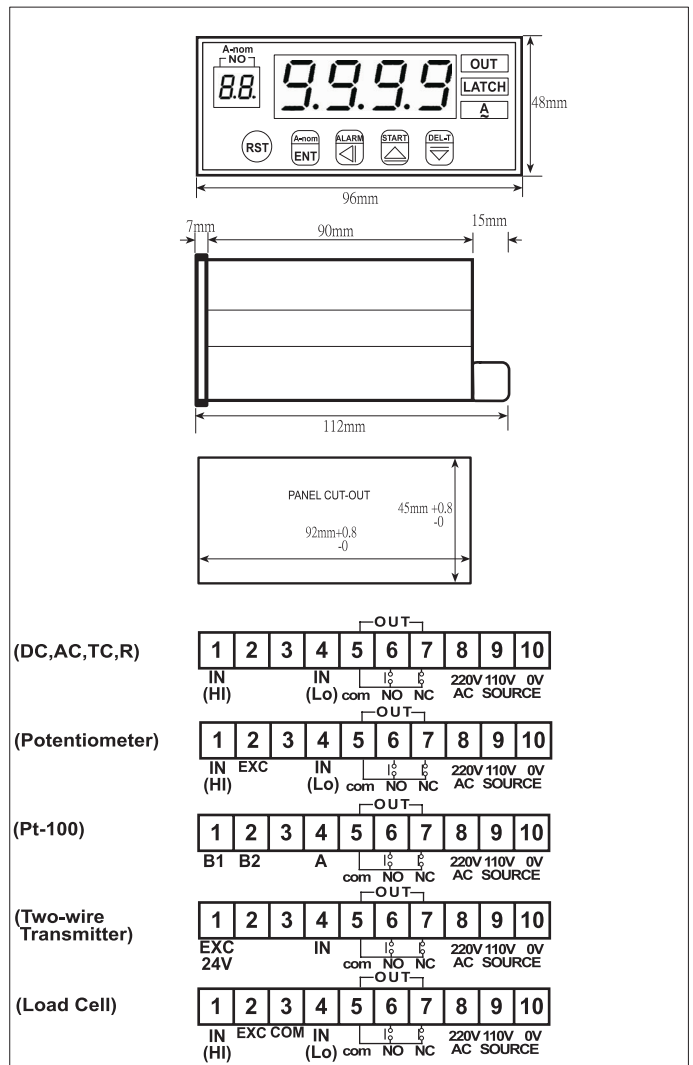 A-nom
NO
8.8. 9.9.9.9 OUT
LATCH
A~
48mm
RST A-nom ENT ALARM START DEL-T
96mm
7mm 90mm 15mm
112mm
PANEL CUT-OUT
45mm +0.8
-0
92mm+0.8
-0
OUT
(DC,AC,TC,R) 1 2 3 4 5 6 7 8 9 10
IN IN 220V 110V 0V
(HI) (Lo) com NO NC AC SOURCE
OUT
(Potentiometer) 1 2 3 4 5 6 7 8 9 10
IN EXC IN 220V 110V 0V
(HI) (Lo) com NO NC AC SOURCE
OUT
(Pt-100) 1 2 3 4 5 6 7 8 9 10
B1 B2 A 220V 110V 0V
com NO NC AC SOURCE
OUT
(Two-wire 1 2 3 4 5 6 7 8 9 10
Transmitter)
EXC IN 220V 110V 0V
24V com NO NC AC SOURCE
OUT
(Load Cell) 1 2 3 4 5 6 7 8 9 10
IN EXC COM IN 220V 110V 0V
(HI) (Lo) com NO NC AC SOURCE